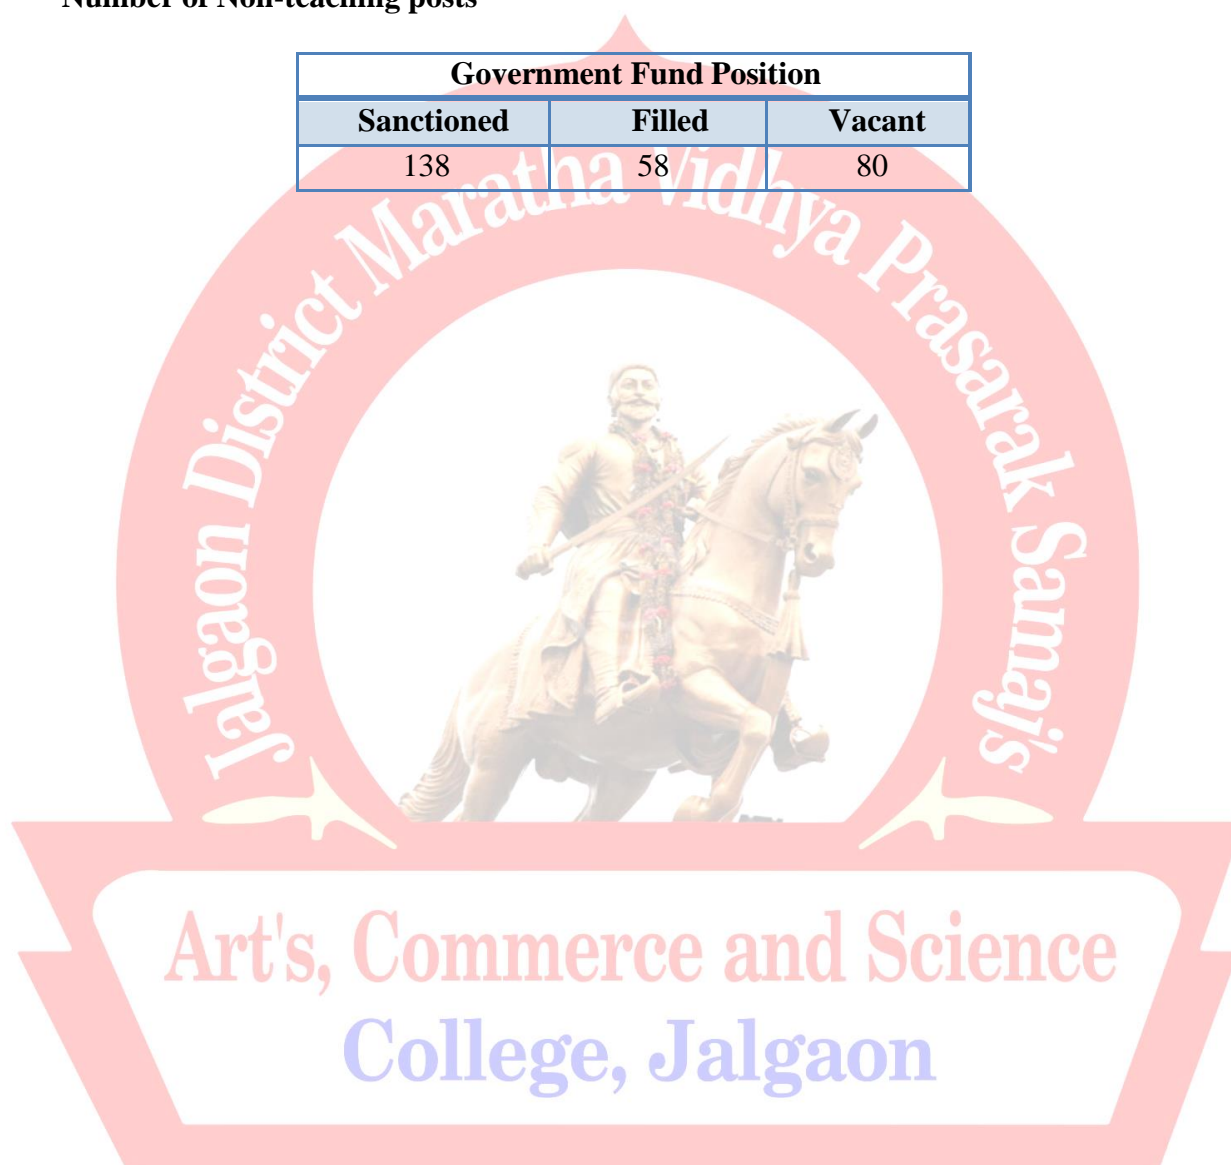 Number of Non-teaching posts
Government Fund Position
Sanctioned Filled Vacant
138 58 80
Jalgaon District Maratha Vidhya Prasarak Samaj's
Art's, Commerce and Science
College, Jalgaon